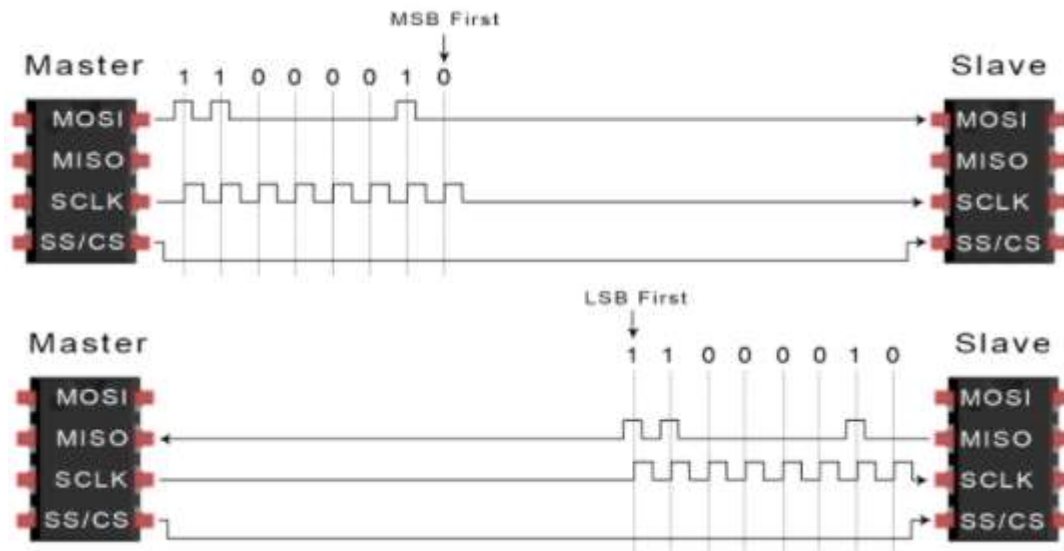 MSB First
Master
1 1 0 0 0 0 1 0
Slave
MOSI
MISO
SCLK
SS/CS
MOSI
MISO
SCLK
SS/CS
LSB First
Master
1 1 0 0 0 0 1 0
Slave
MOSI
MISO
SCLK
SS/CS
MOSI
MISO
SCLK
SS/CS